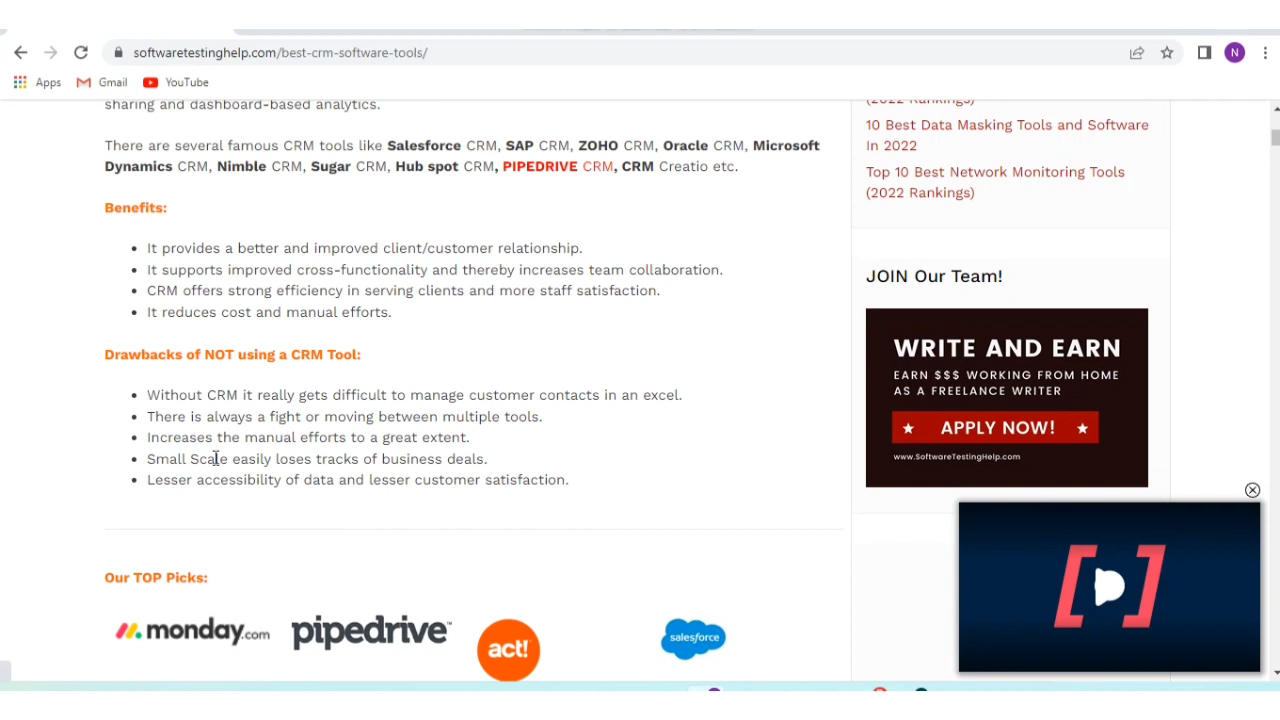 softwaretestinghelp.com/best-crm-software-tools/
N
Apps
Gmail
YouTube
sharing and dashboard-based analytics.
There are several famous CRM tools like Salesforce CRM, SAP CRM, ZOHO CRM, Oracle CRM, Microsoft
Dynamics CRM, Nimble CRM, Sugar CRM, Hub spot CRM, PIPEDRIVE CRM, CRM Creatio etc.
Benefits:
• It provides a better and improved client/customer relationship.
• It supports improved cross-functionality and thereby increases team collaboration.
• CRM offers strong efficiency in serving clients and more staff satisfaction.
• It reduces cost and manual efforts.
Drawbacks of NOT using a CRM Tool:
• Without CRM it really gets difficult to manage customer contacts in an excel.
• There is always a fight or moving between multiple tools.
• Increases the manual efforts to a great extent.
• Small Scale easily loses tracks of business deals.
• Lesser accessibility of data and lesser customer satisfaction.
Our TOP Picks:
monday.com
pipedrive
act!
salesforce
(2022 Rankings)
10 Best Data Masking Tools and Software
In 2022
Top 10 Best Network Monitoring Tools
(2022 Rankings)
JOIN Our Team!
WRITE AND EARN
EARN $$$ WORKING FROM HOME
AS A FREELANCE WRITER
APPLY NOW!
www.SoftwareTestingHelp.com